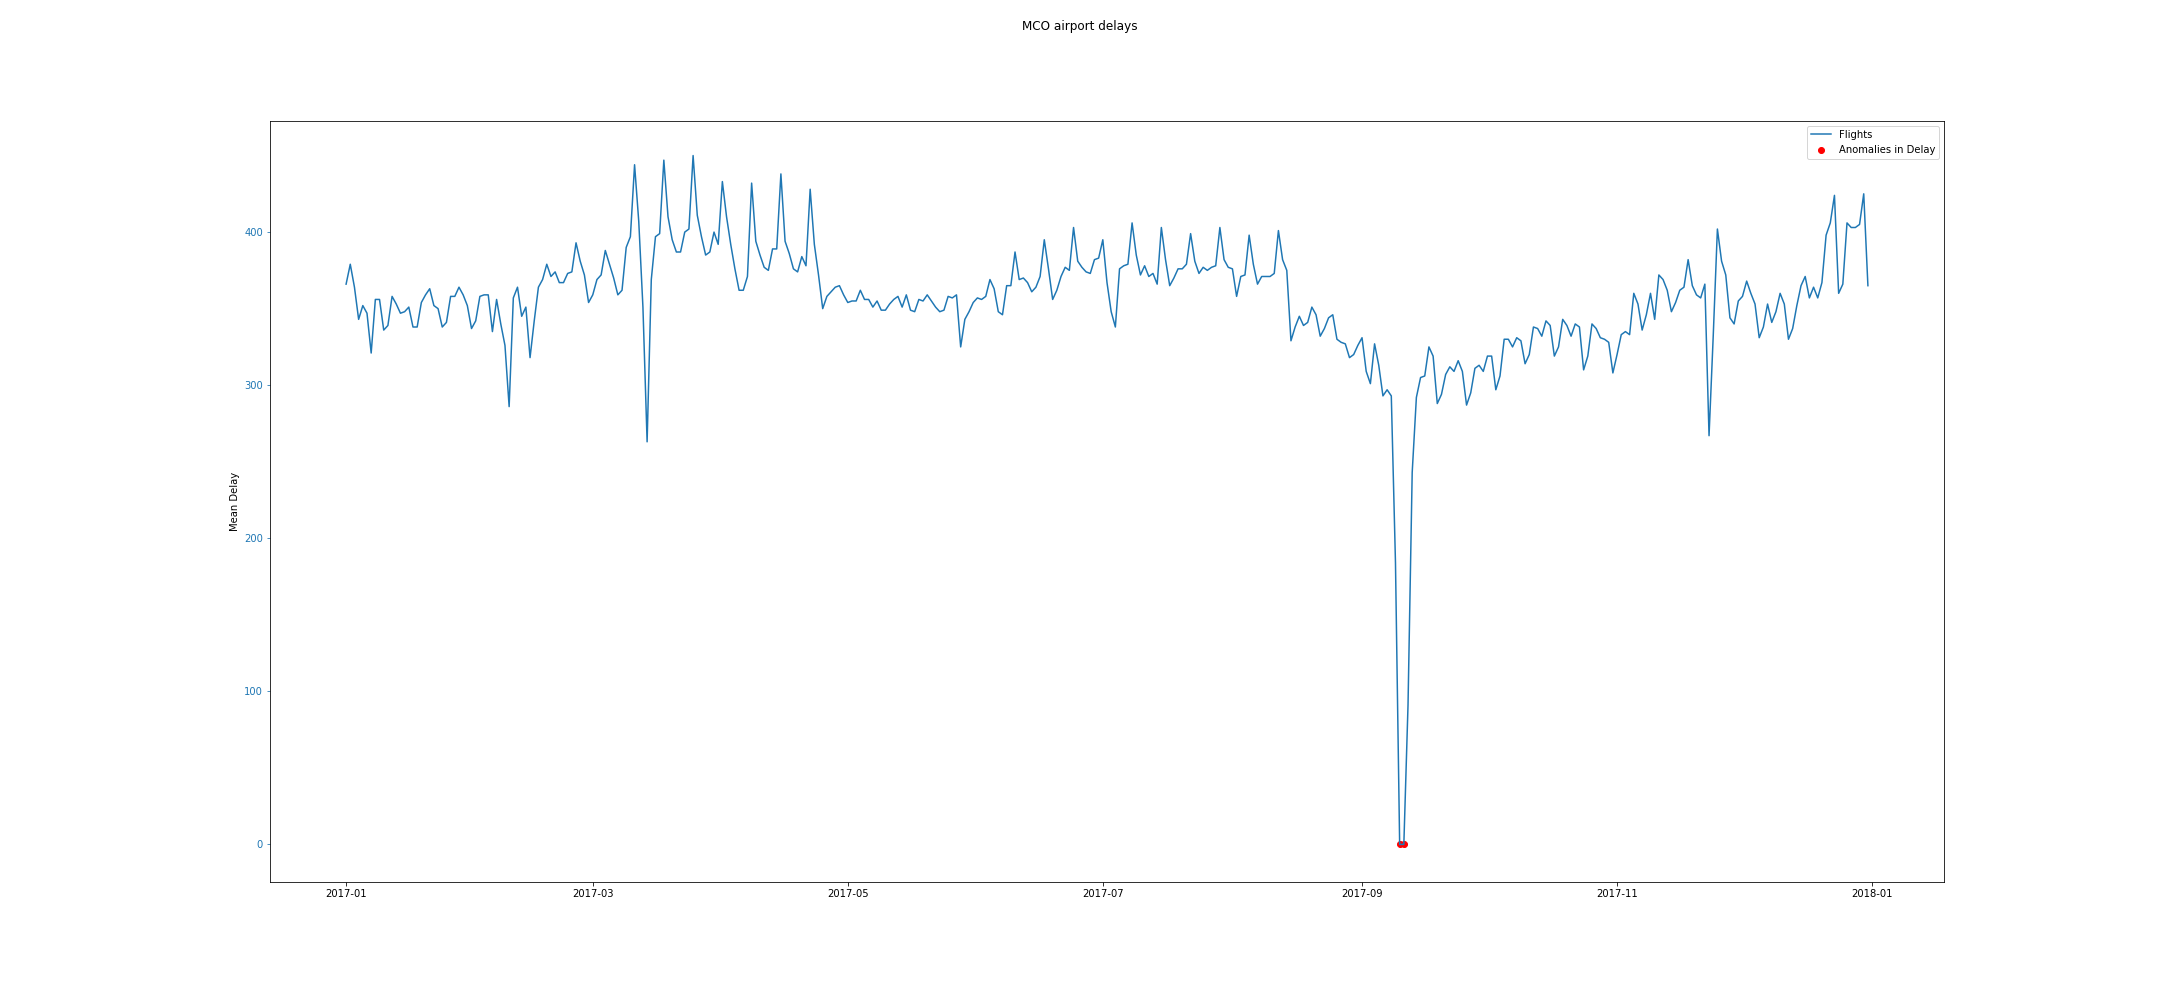 MCO airport delays
Flights
Anomalies in Delay
Mean Delay
400
300
200
100
0
2017-01 2017-03 2017-05 2017-07 2017-09 2017-11 2018-01